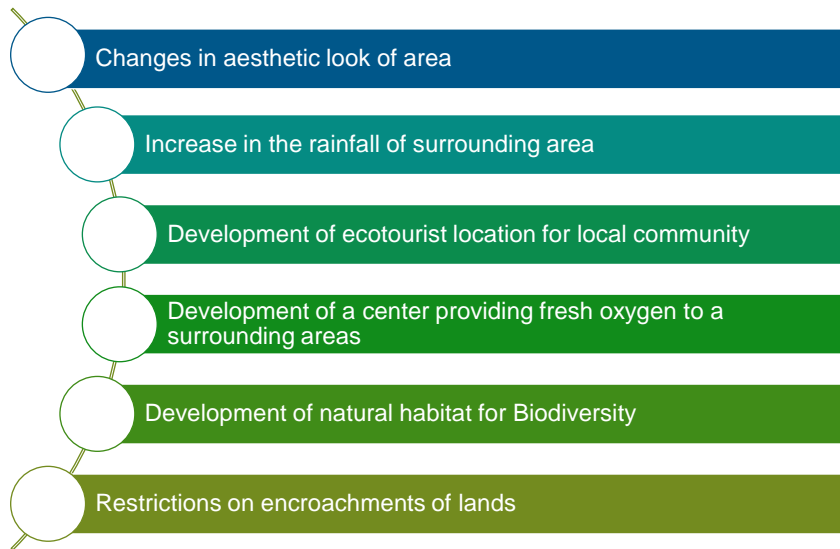 Changes in aesthetic look of area
Increase in the rainfall of surrounding area
Development of ecotourist location for local community
Development of a center providing fresh oxygen to a
surrounding areas
Development of natural habitat for Biodiversity
Restrictions on encroachments of lands